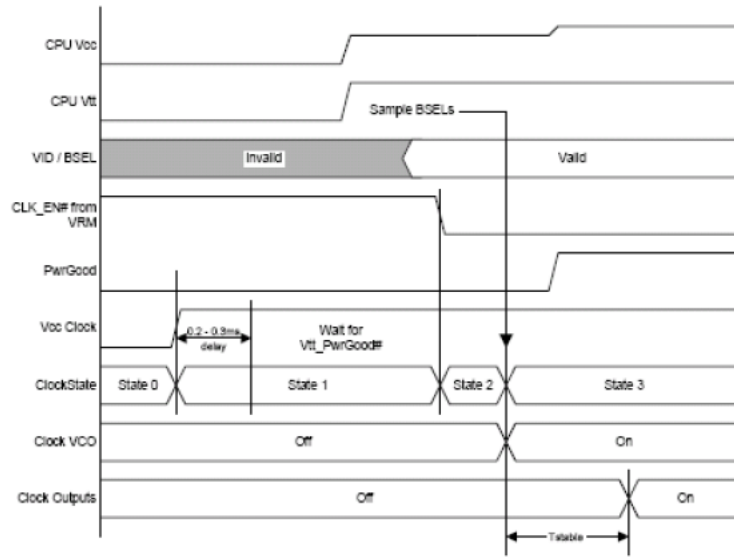 CPU Vcc
CPU Vtt
Sample BSELs
VID / BSEL
Invalid
Valid
CLK_EN# from
VRM
PwrGood
Vcc Clock
0.2 - 0.3ms
delay
Wait for
Vtt_PwrGood#
ClockState
State 0
State 1
State 2
State 3
Clock VCO
Off
On
Clock Outputs
Off
On
Tstable